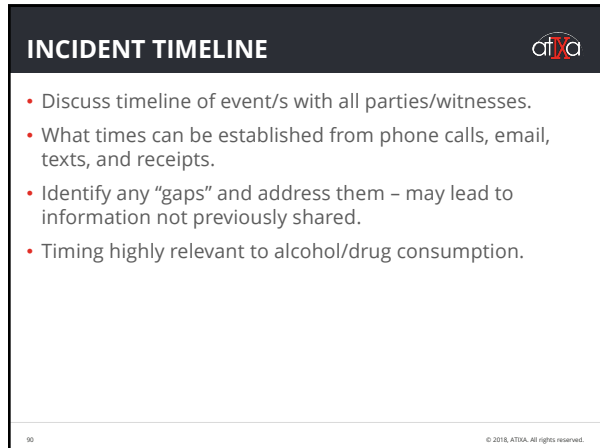 INCIDENT TIMELINE
atIXa
• Discuss timeline of event/s with all parties/witnesses.
• What times can be established from phone calls, email,
texts, and receipts.
• Identify any “gaps” and address them – may lead to
information not previously shared.
• Timing highly relevant to alcohol/drug consumption.
90
© 2018, ATIXA. All rights reserved.